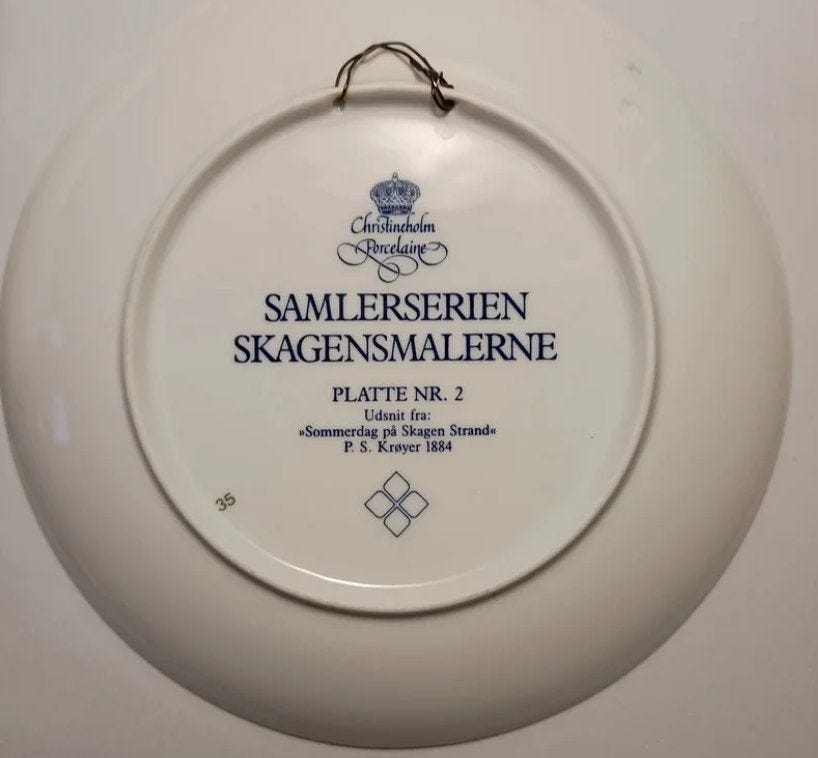 Christineholm
Porcelaine
SAMLERSERIEN
SKAGENSMALERNE
PLATTE NR. 2
Udsnit fra:
»Sommerdag på Skagen Strand«
P. S. Krøyer 1884
35